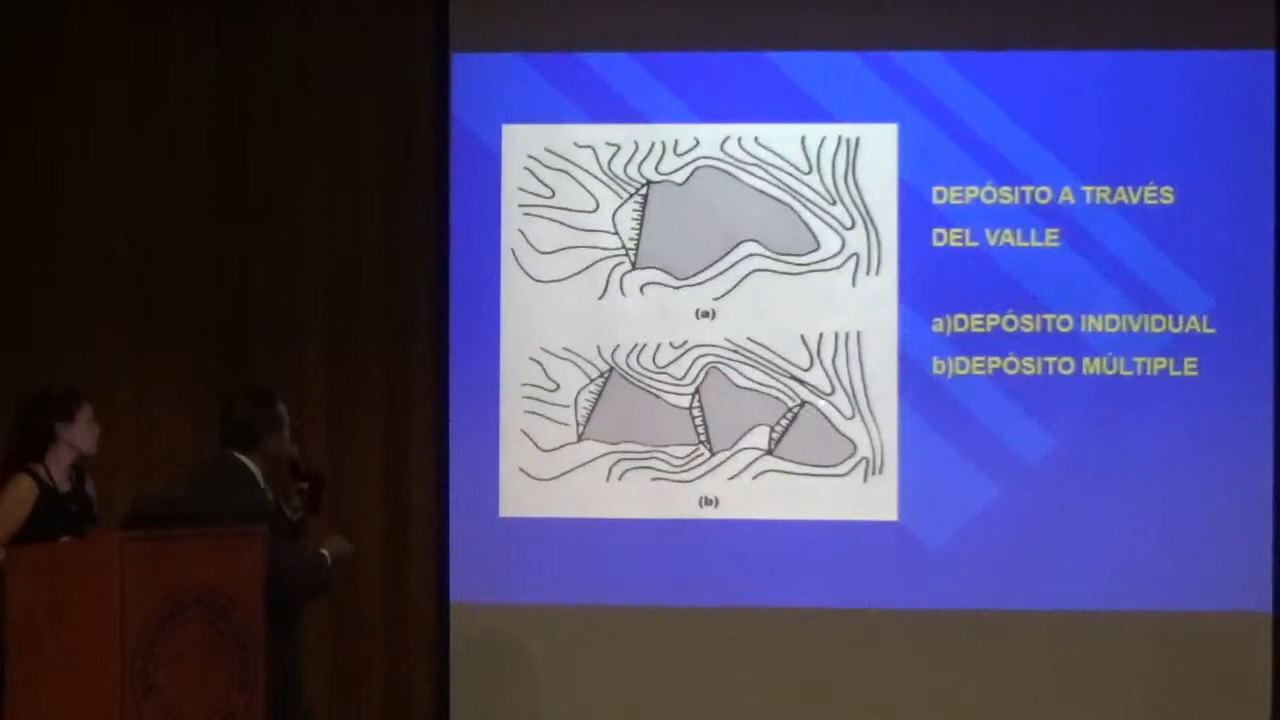 DEPÓSITO A TRAVÉS
DEL VALLE
a)DEPÓSITO INDIVIDUAL
b)DEPÓSITO MÚLTIPLE
(a)
(b)